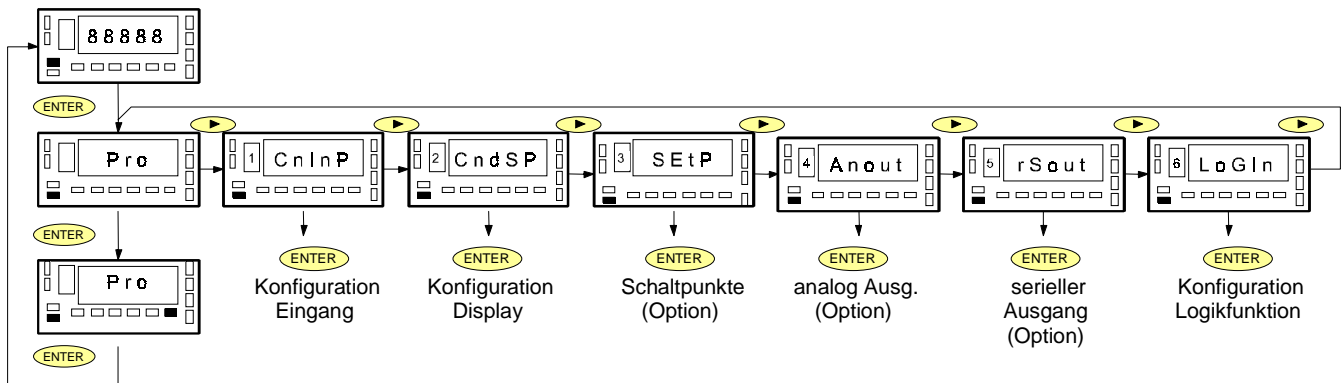 88888
ENTER
Pro
1 CnInP
2 CndSP
3 SEtP
4 Anout
5 rSout
6 LoGIn
ENTER
ENTER
ENTER
ENTER
ENTER
ENTER
ENTER
Konfiguration
Eingang
Konfiguration
Display
Schaltpunkte
(Option)
analog Ausg.
(Option)
serieller
Ausgang
(Option)
Konfiguration
Logikfunktion
Pro
ENTER